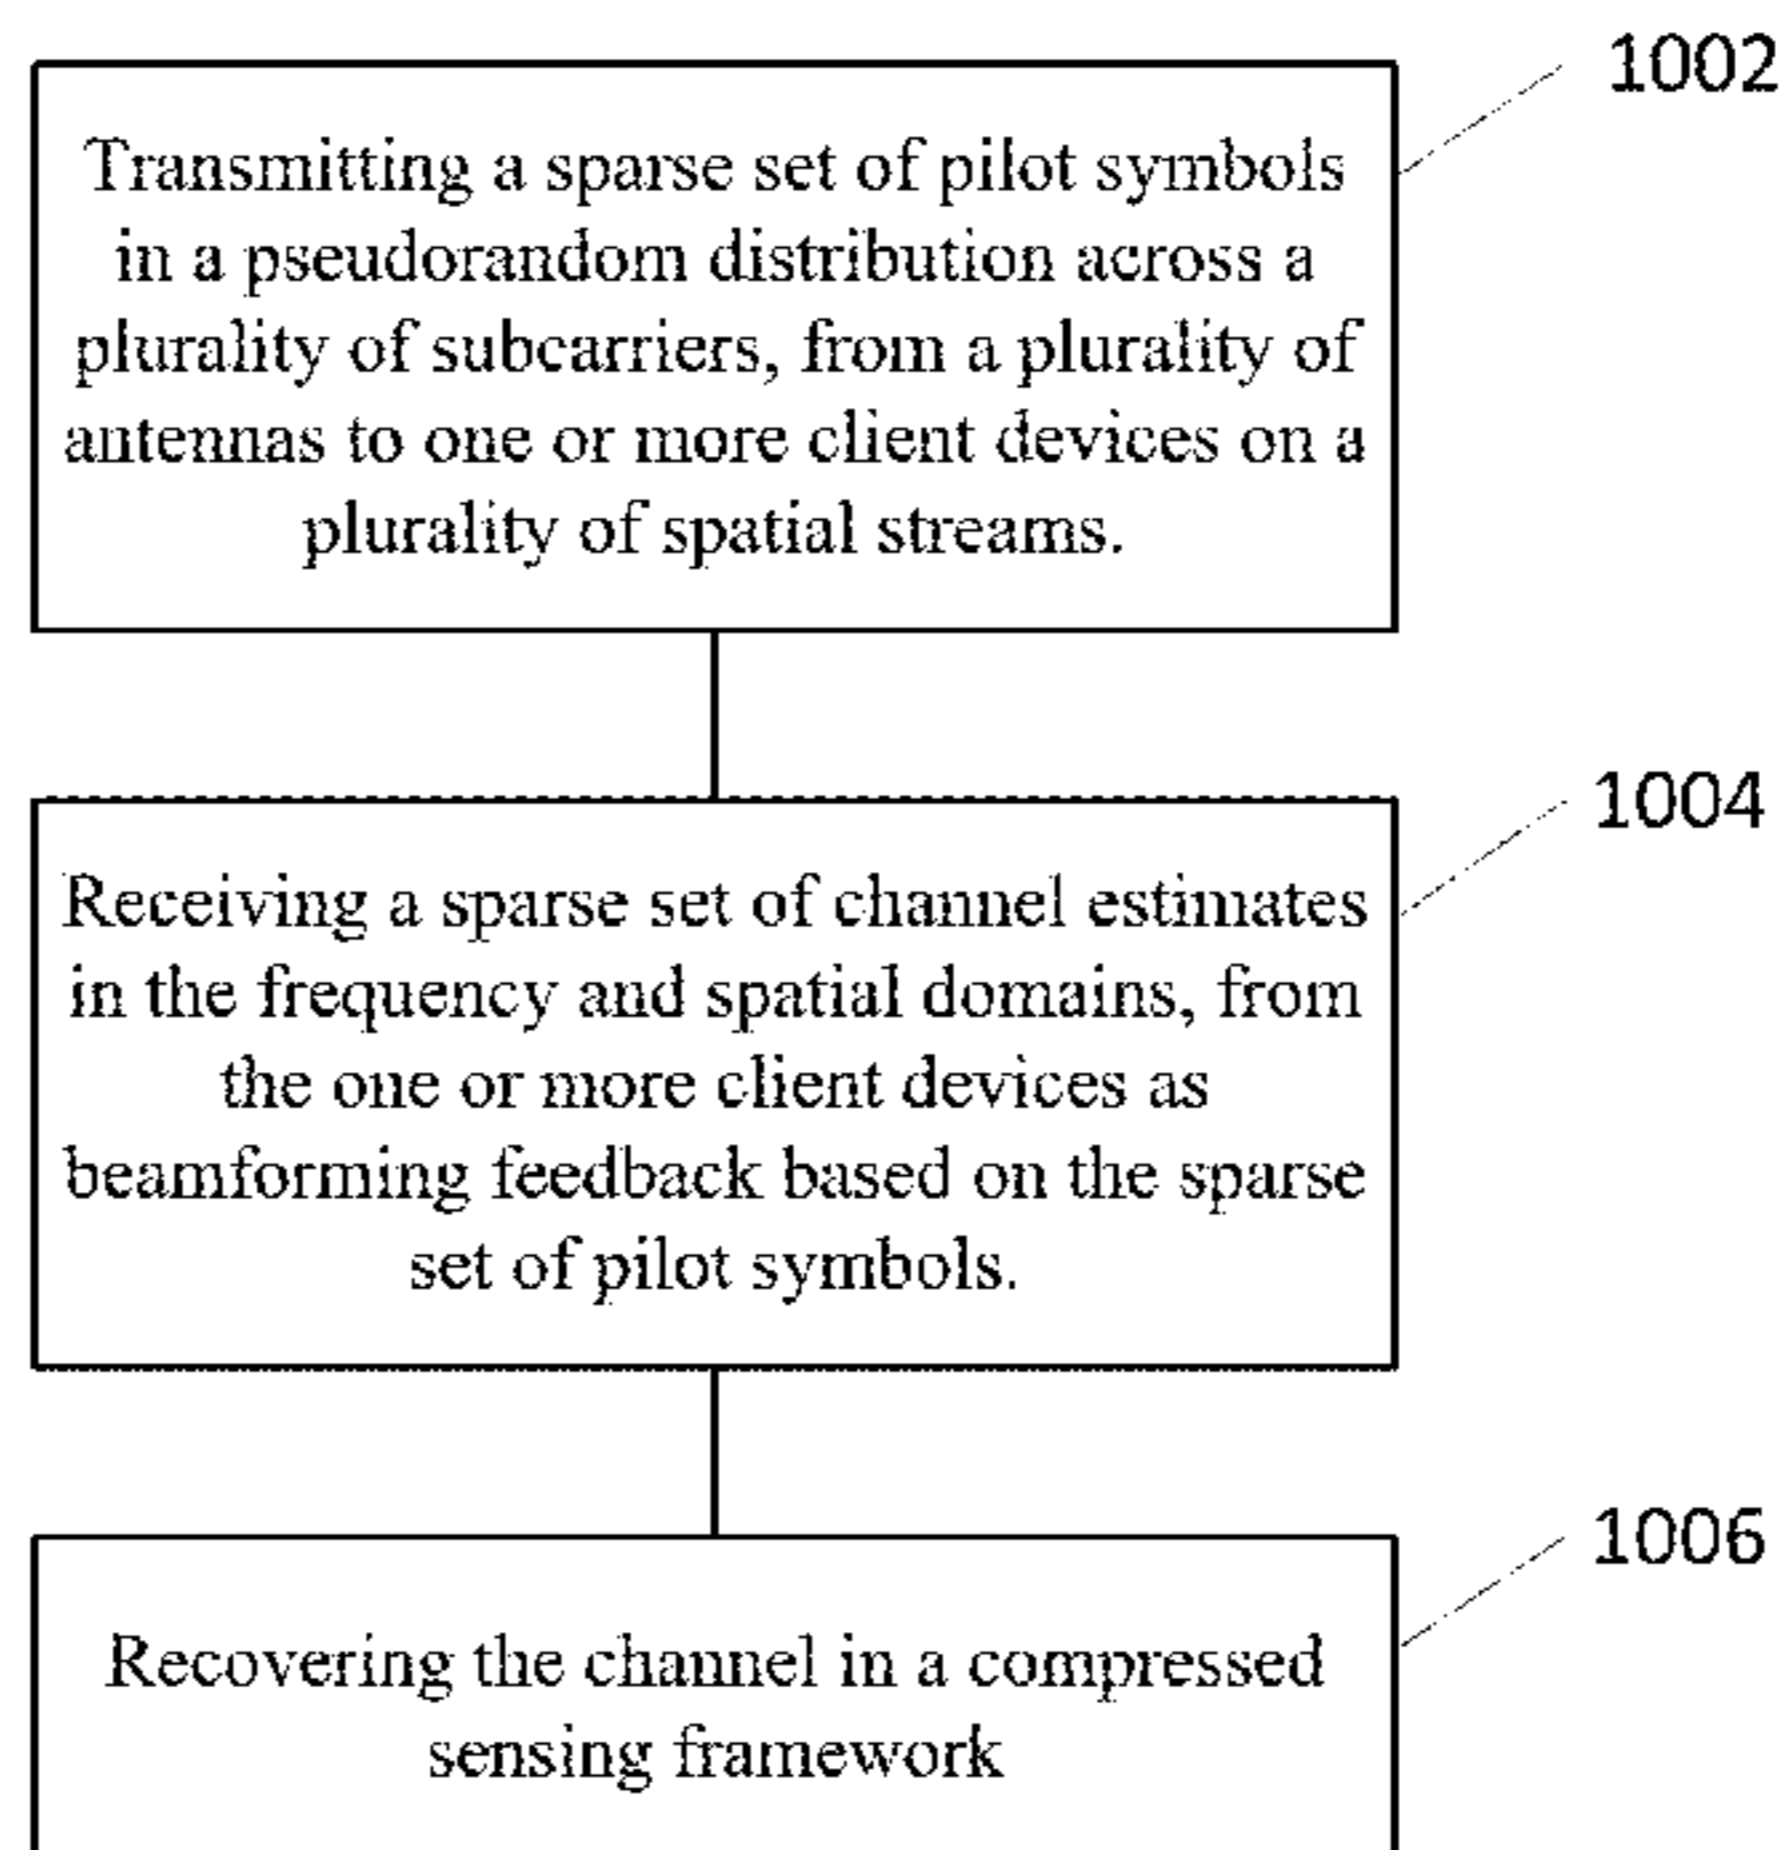 1002
Transmitting a sparse set of pilot symbols
in a pseudorandom distribution across a
plurality of subcarriers, from a plurality of
antennas to one or more client devices on a
plurality of spatial streams.
1004
Receiving a sparse set of channel estimates
in the frequency and spatial domains, from
the one or more client devices as
beamforming feedback based on the sparse
set of pilot symbols.
1006
Recovering the channel in a compressed
sensing framework